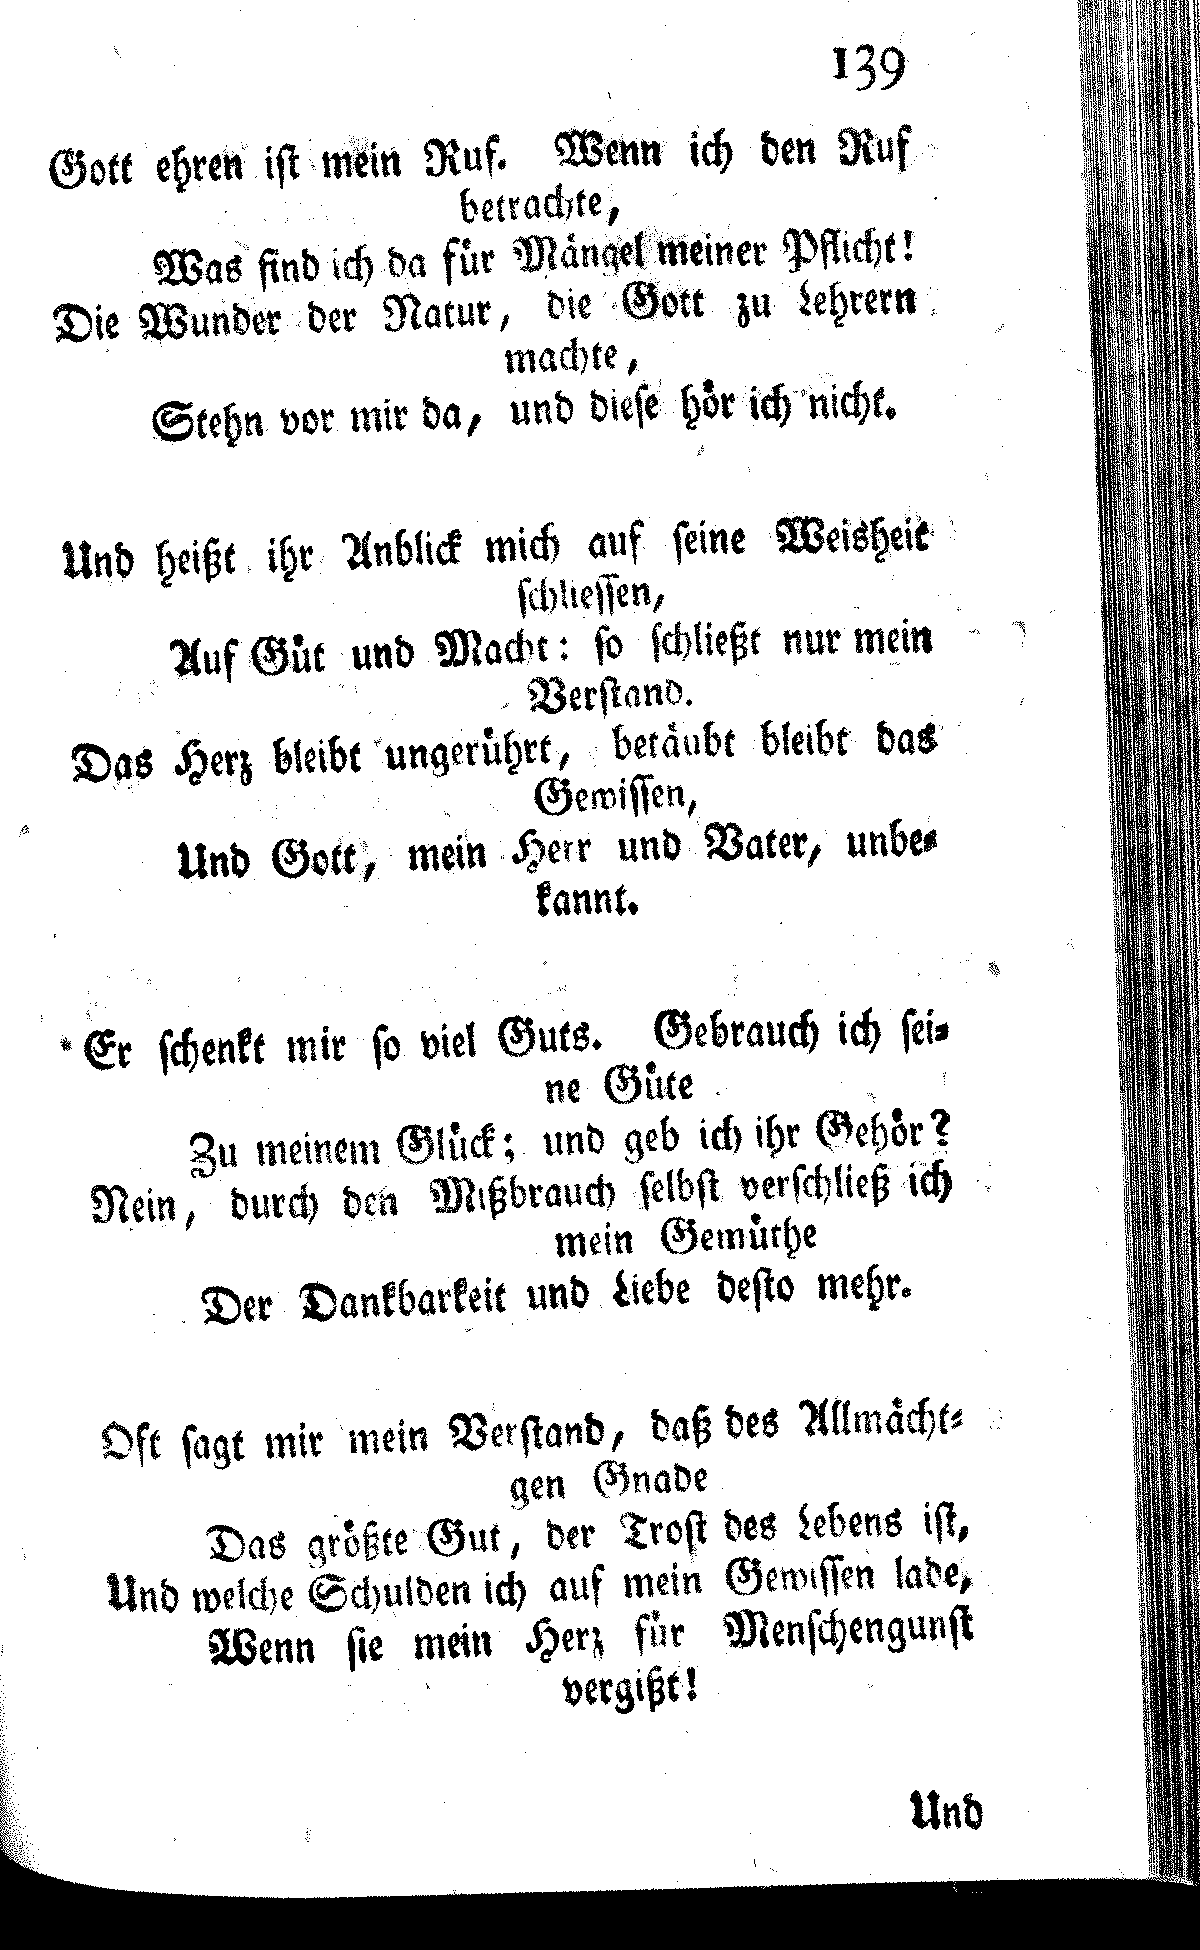 139
Gott ehren ist mein Ruf. Wenn ich den Ruf
betrachte,
Was find ich da für Mängel meiner Pflicht!
Die Wunder der Natur, die Gott zu Lehrern
machte,
Stehn vor mir da, und diese hör ich nicht.
Und heißt ihr Anblick mich auf seine Weisheit
schliessen,
Auf Güt und Macht: so schließt nur mein
Verstand.
Das Herz bleibt ungerührt, betäubt bleibt das
Gewissen,
Und Gott, mein Herr und Vater, unbe-
kannt.
Er schenkt mir so viel Guts. Gebrauch ich sei-
ne Güte
Zu meinem Glück; und geb ich ihr Gehör?
Nein, durch den Mißbrauch selbst verschließ ich
mein Gemüthe
Der Dankbarkeit und Liebe desto mehr.
Oft sagt mir mein Verstand, daß des Allmächt-
gen Gnade
Das größte Gut, der Trost des Lebens ist,
Und welche Schulden ich auf mein Gewissen lade,
Wenn sie mein Herz für Menschengunst
vergißt!
Und